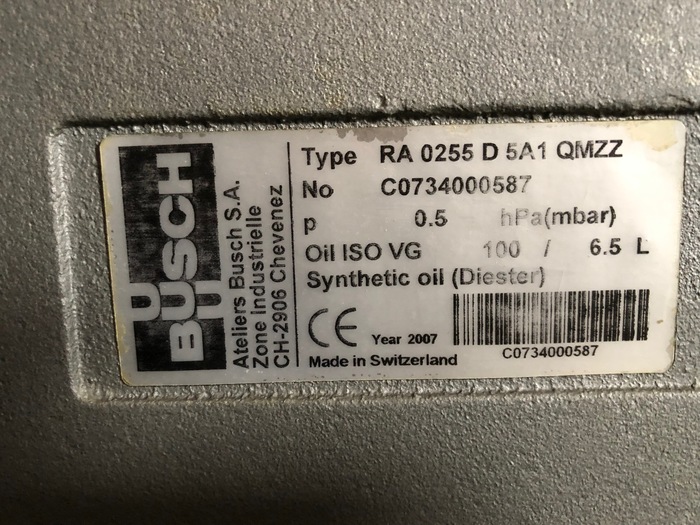 BUSCH
Ateliers Busch S.A.
Zone Industrielle
CH-2906 Chevenez
Type RA 0255 D 5A1 QMZZ
No C0734000587
p 0.5 hPa(mbar)
Oil ISO VG 100 / 6.5 L
Synthetic oil (Diester)
CE Year 2007
Made in Switzerland
C0734000587